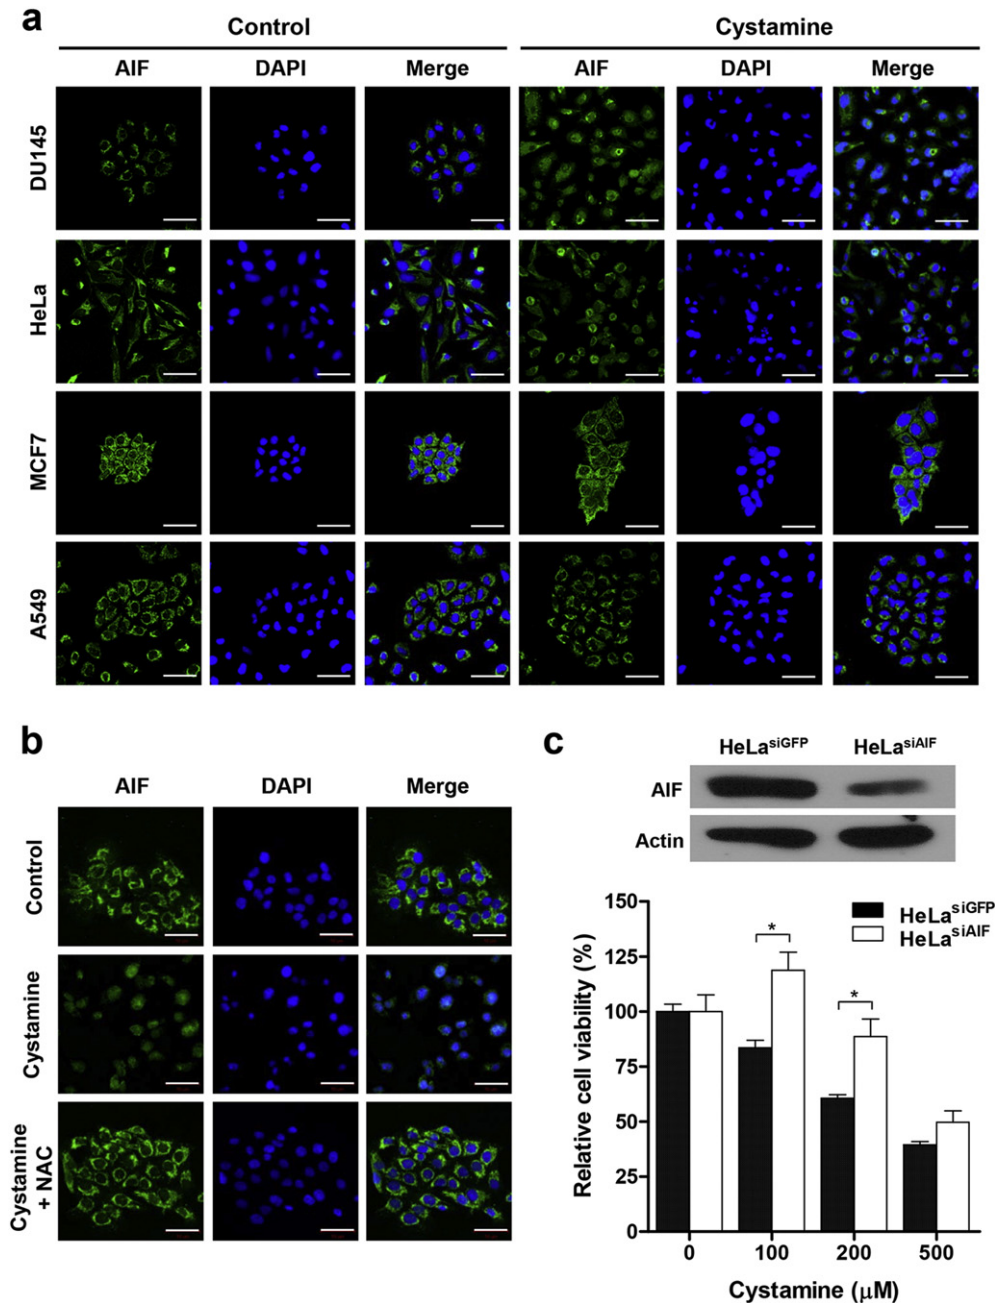 a
Control Cystamine
AIF DAPI Merge AIF DAPI Merge
DU145
HeLa
MCF7
A549
b
AIF DAPI Merge
Control
Cystamine
Cystamine
+ NAC
c
HeLa^siGFP HeLa^siAIF
AIF
Actin
150
125
100
75
50
25
0
Relative cell viability (%)
HeLa^siGFP
HeLa^siAIF
*
*
0 100 200 500
Cystamine (μM)